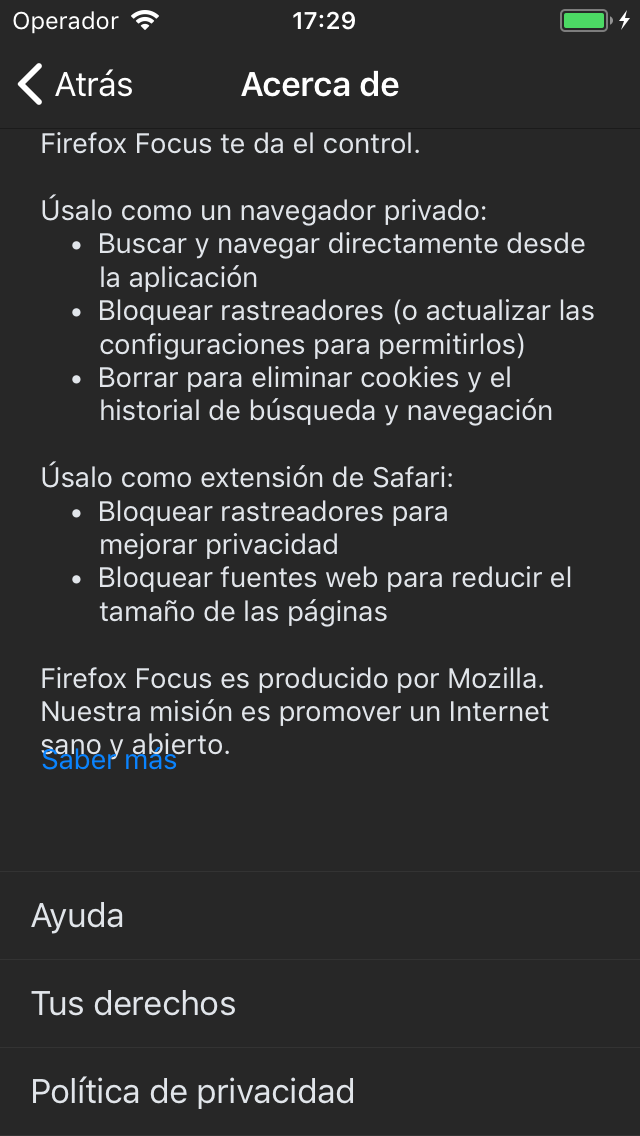 Operador 17:29
Atrás Acerca de
Firefox Focus te da el control.
Úsalo como un navegador privado:
• Buscar y navegar directamente desde
la aplicación
• Bloquear rastreadores (o actualizar las
configuraciones para permitirlos)
• Borrar para eliminar cookies y el
historial de búsqueda y navegación
Úsalo como extensión de Safari:
• Bloquear rastreadores para
mejorar privacidad
• Bloquear fuentes web para reducir el
tamaño de las páginas
Firefox Focus es producido por Mozilla.
Nuestra misión es promover un Internet
sano y abierto.
Saber más
Ayuda
Tus derechos
Política de privacidad